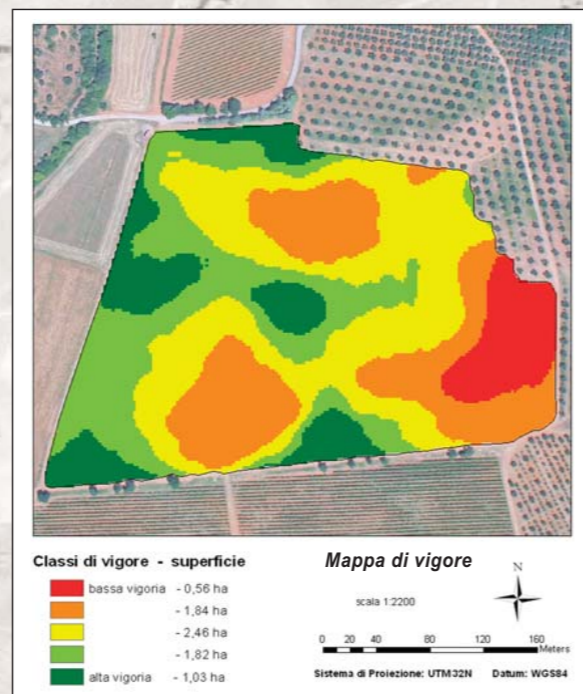 Classi di vigore - superficie
bassa vigoria - 0,56 ha
- 1,84 ha
- 2,46 ha
- 1,82 ha
alta vigoria - 1,03 ha
Mappa di vigore
N
scala 1:2200
0 20 40 80 120 160
Meters
Sistema di Proiezione: UTM32N Datum: WGS84